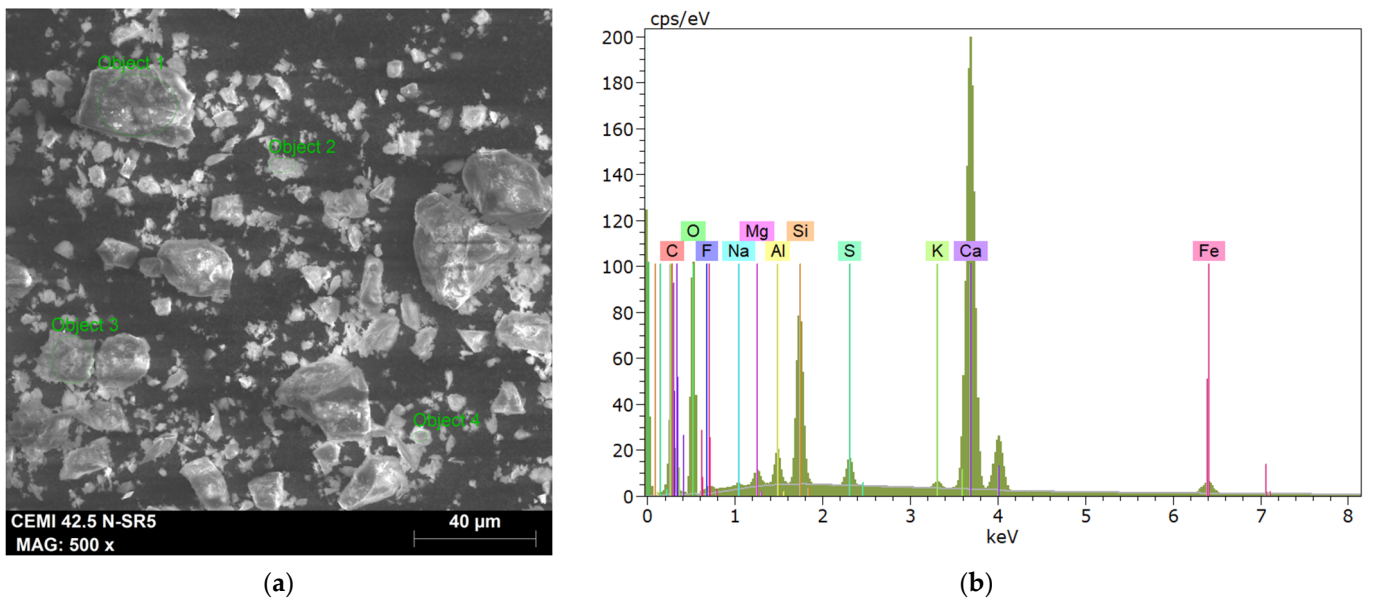 Object 1
Object 2
Object 3
Object 4
CEMI 42.5 N-SR5
MAG: 500 x
40 µm
(a)
cps/eV
200
180
160
140
120
100
80
60
40
20
0
Mg Si
O
C F Na Al S K Ca Fe
0 1 2 3 4 5 6 7 8
keV
(b)